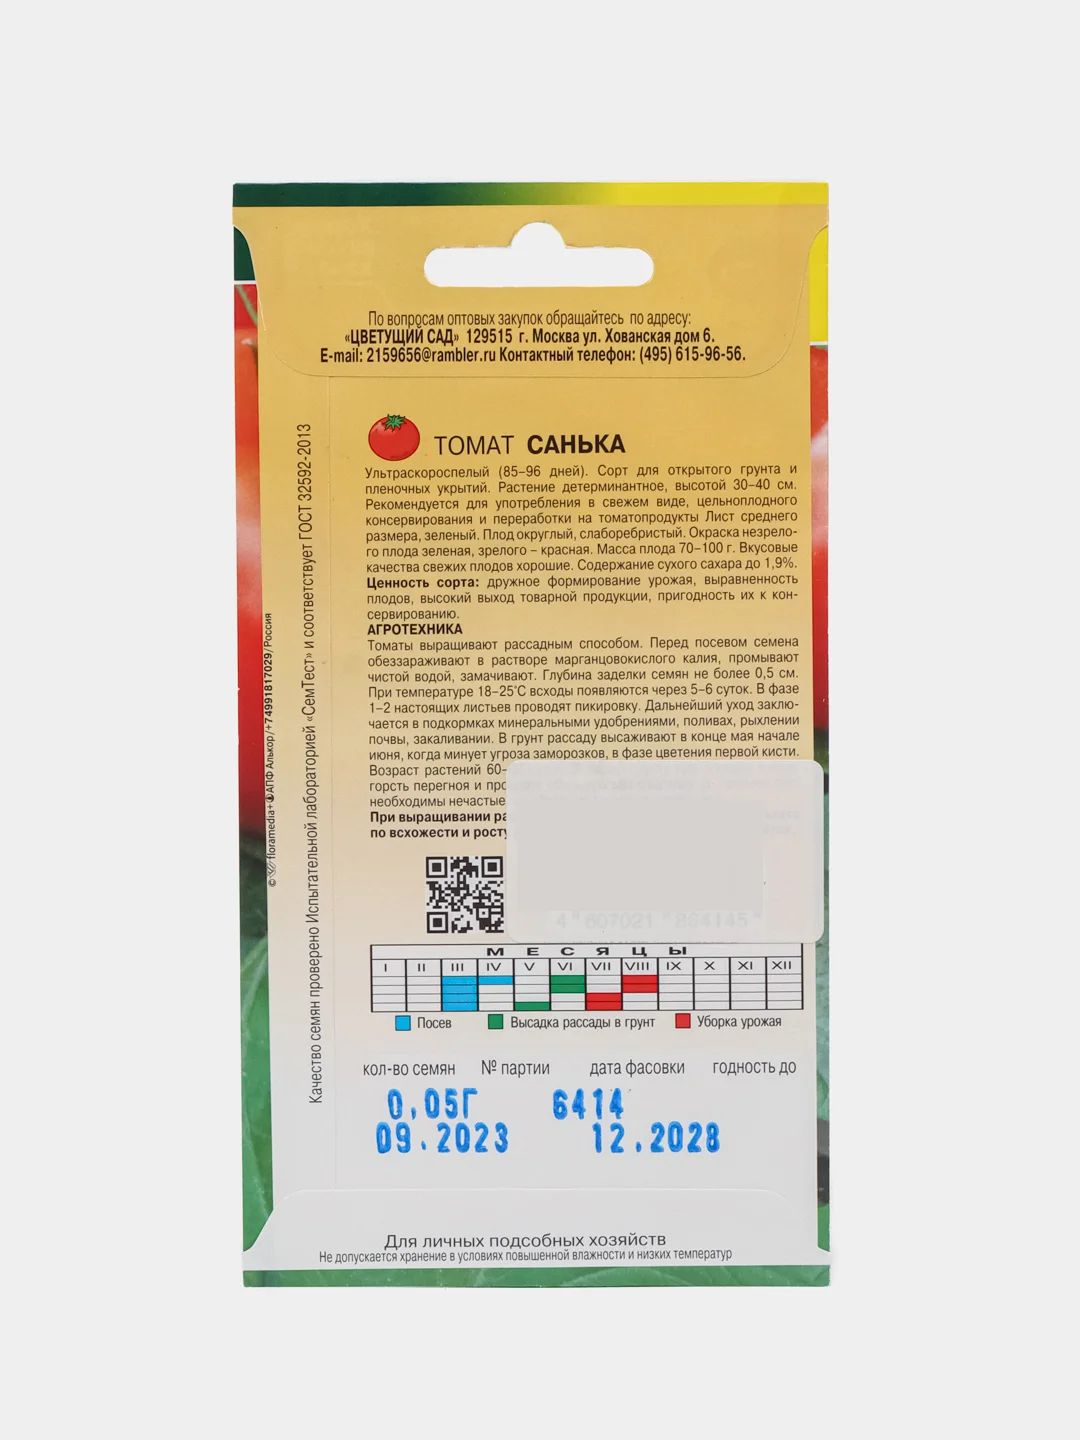 По вопросам оптовых закупок обращайтесь по адресу:
«ЦВЕТУЩИЙ САД» 129515 г. Москва ул. Хованская дом 6.
E-mail: 2159656@rambler.ru Контактный телефон: (495) 615-96-56.
ТОМАТ САНЬКА
Ультраскороспелый (85–96 дней). Сорт для открытого грунта и
пленочных укрытий. Растение детерминантное, высотой 30–40 см.
Рекомендуется для употребления в свежем виде, цельноплодного
консервирования и переработки на томатопродукты Лист среднего
размера, зеленый. Плод округлый, слаборебристый. Окраска незрело-
го плода зеленая, зрелого – красная. Масса плода 70–100 г. Вкусовые
качества свежих плодов хорошие. Содержание сухого сахара до 1,9%.
Ценность сорта: дружное формирование урожая, выравненность
плодов, высокий выход товарной продукции, пригодность их к кон-
сервированию.
АГРОТЕХНИКА
Томаты выращивают рассадным способом. Перед посевом семена
обеззараживают в растворе марганцовокислого калия, промывают
чистой водой, замачивают. Глубина заделки семян не более 0,5 см.
При температуре 18–25°С всходы появляются через 5–6 суток. В фазе
1–2 настоящих листьев проводят пикировку. Дальнейший уход заклю-
чается в подкормках минеральными удобрениями, поливах, рыхлении
почвы, закаливании. В грунт рассаду высаживают в конце мая начале
июня, когда минует угроза заморозков, в фазе цветения первой кисти.
Возраст растений 60–
горсть перегноя и
необходимы нечастые
При выращивании
по всхожести и
4 607021 864145
МЕСЯЦЫ
I II III IV V VI VII VIII IX X XI XII
Посев Высадка рассады в грунт Уборка урожая
кол-во семян № партии дата фасовки годность до
0,05Г 6414
09.2023 12.2028
Для личных подсобных хозяйств
Не допускается хранение в условиях повышенной влажности и низких температур
Качество семян проверено Испытательной лабораторией «СемТест» и соответствует ГОСТ 32592-2013
© floramedia+ АПФ Алькор/+74991817029/Россия